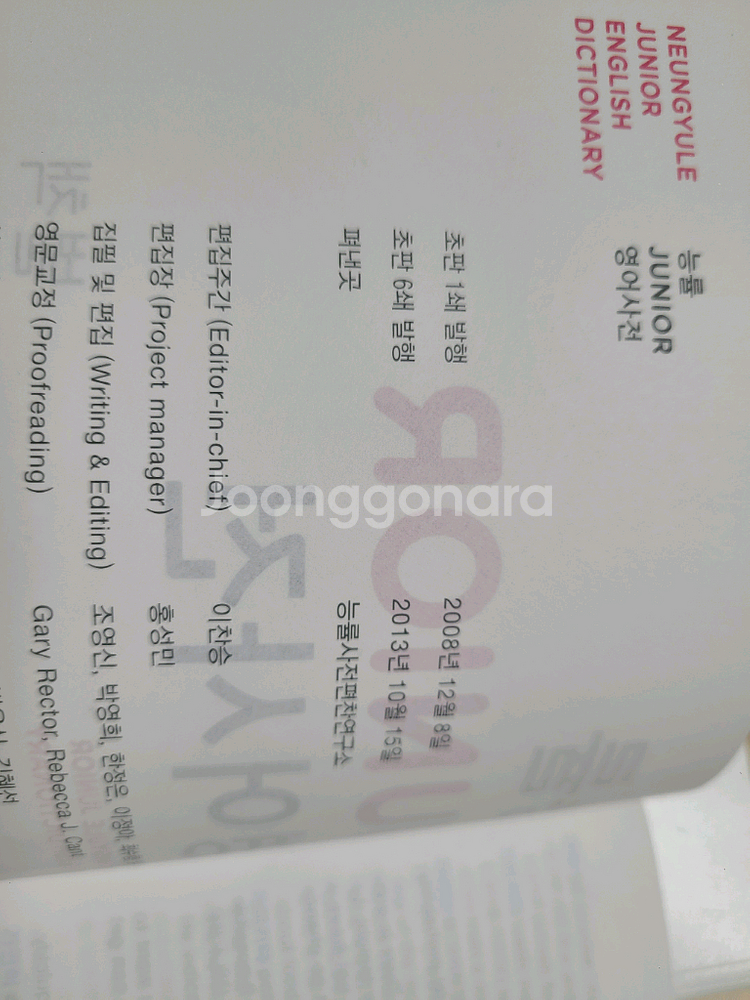 NEUNGYULE
JUNIOR
ENGLISH
DICTIONARY
능률
JUNIOR
영어사전
초판 1쇄 발행 2008년 12월 8일
초판 6쇄 발행 2013년 10월 15일
펴낸곳 능률사전편찬연구소
편집주간 (Editor-in-chief) 이찬승
편집장 (Project manager) 홍성민
집필 및 편집 (Writing & Editing) 조영신, 박영희, 한정은, 이정아,
영문교정 (Proofreading) Gary Rector, Rebecca J. Cant
김혜선
Joonggonara